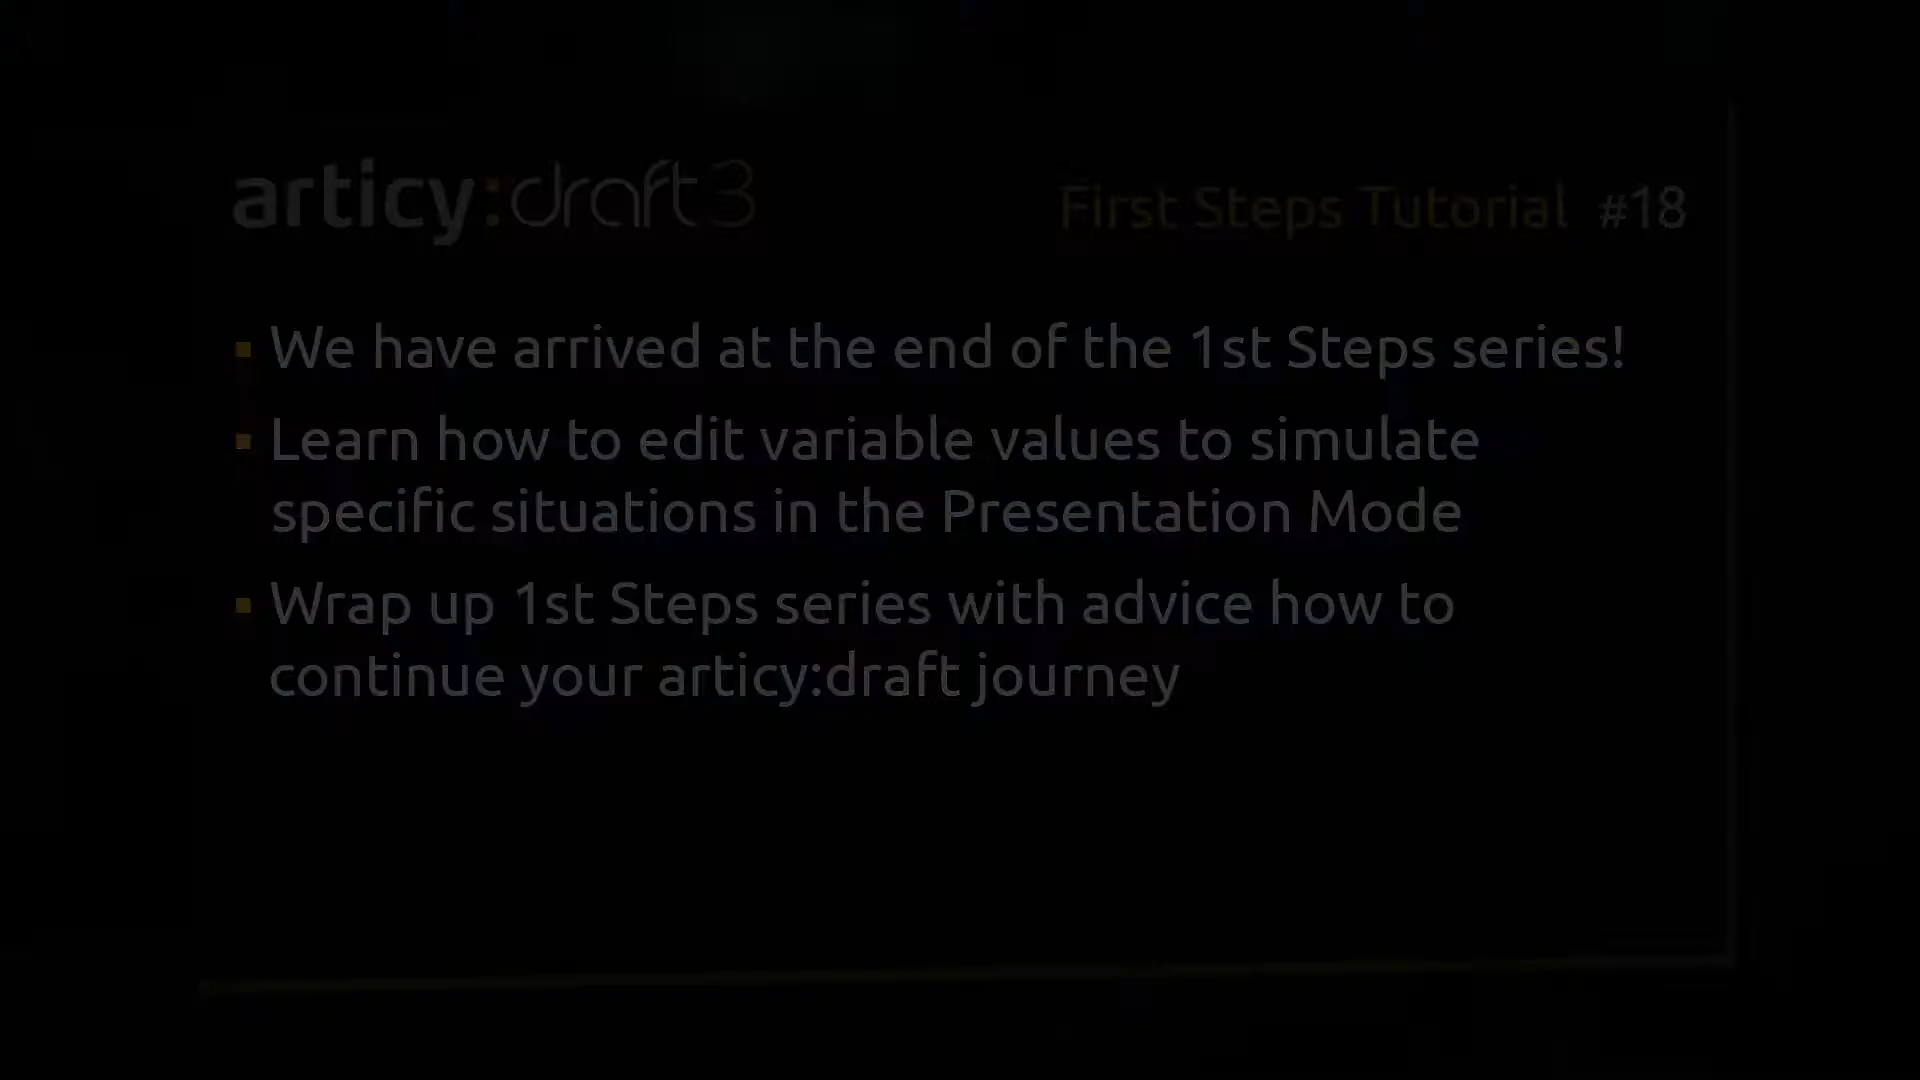 articy:draft3
First Steps Tutorial #18
▪ We have arrived at the end of the 1st Steps series!
▪ Learn how to edit variable values to simulate
specific situations in the Presentation Mode
▪ Wrap up 1st Steps series with advice how to
continue your articy:draft journey